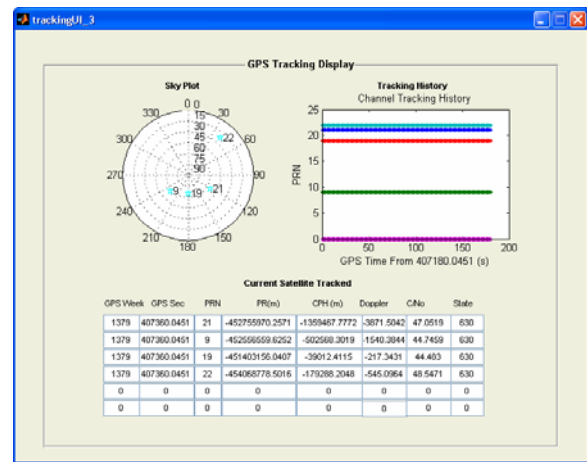 trackingUI_3
GPS Tracking Display
Sky Plot
0 0
330 15 30
30
300 45 60
60
75
270 90 90
9 19 21 22
240 120
210 150
180
Tracking History
Channel Tracking History
25
20
15
10
5
0
PRN
0 50 100 150 200
GPS Time From 407180.0451 (s)
Current Satellite Tracked
GPS Week GPS Sec PRN PR(m) CPH (m) Doppler C/No State
1379 407360.0451 21 -452755970.2571 -1359467.7772 -3871.5042 47.0519 630
1379 407360.0451 9 -452556559.6252 -502568.3019 -1540.3844 44.7459 630
1379 407360.0451 19 -451403156.0407 -39012.4115 -217.3431 44.403 630
1379 407360.0451 22 -454068778.5016 -179288.2048 -545.0964 48.5471 630
0 0 0 0 0 0 0 0
0 0 0 0 0 0 0 0